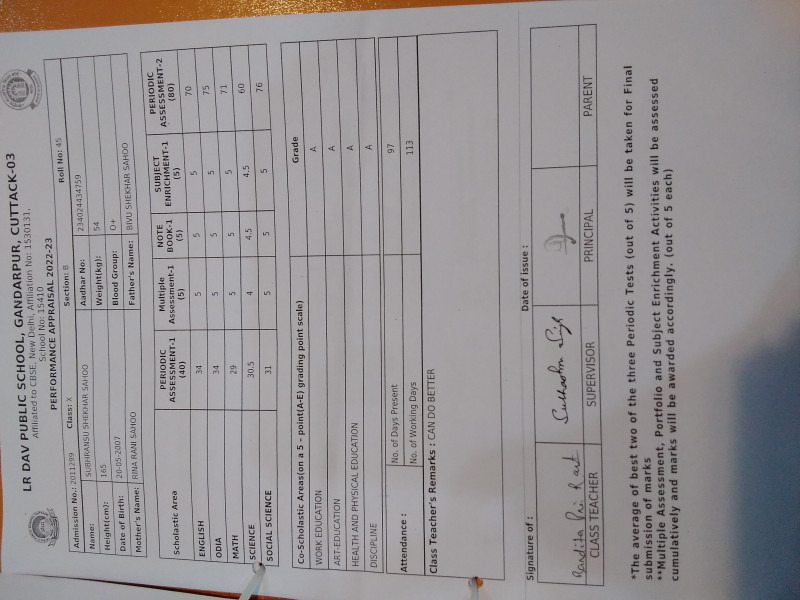 LR DAV PUBLIC SCHOOL, GANDARPUR, CUTTACK-03
Affiliated to CBSE, New Delhi, Affiliation No: 1530131.
School No: 15410
PERFORMANCE APPRAISAL 2022-23
Admission No.: 2011299 Class: X Section: B Roll No: 45
Name: SUBHRANSU SHEKHAR SAHOO Aadhar No: 234024434759
Height(cm): 165 Weight(kg): 54
Date of Birth: 20-05-2007 Blood Group: O+
Mother's Name: RINA RANI SAHOO Father's Name: BIVU SHEKHAR SAHOO
Scholastic Area PERIODIC ASSESSMENT-1 (40) Multiple Assessment-1 (5) NOTE BOOK-1 (5) SUBJECT ENRICHMENT-1 (5) PERIODIC ASSESSMENT-2 (80)
ENGLISH 34 5 5 5 70
ODIA 34 5 5 5 75
MATH 29 5 5 5 71
SCIENCE 30.5 4 4.5 4.5 60
SOCIAL SCIENCE 31 5 5 5 76
Co-Scholastic Areas(on a 5 - point(A-E) grading point scale) Grade
WORK EDUCATION A
ART-EDUCATION A
HEALTH AND PHYSICAL EDUCATION A
DISCIPLINE A
Attendance : No. of Days Present 97
No. of Working Days 113
Class Teacher's Remarks : CAN DO BETTER
Signature of : Date of Issue :
CLASS TEACHER SUPERVISOR PRINCIPAL PARENT
*The average of best two of the three Periodic Tests (out of 5) will be taken for Final
submission of marks
**Multiple Assessment, Portfolio and Subject Enrichment Activities will be assessed
cumulatively and marks will be awarded accordingly. (out of 5 each)